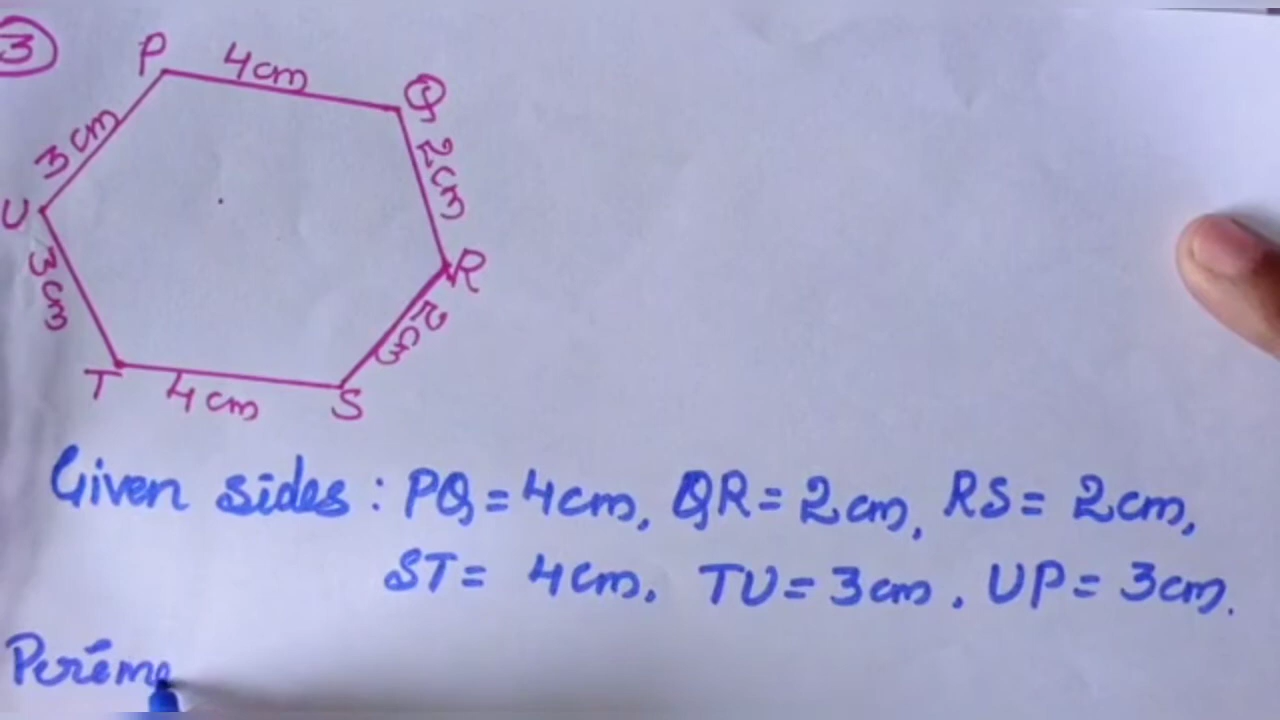 3
P
4cm
Q
3cm
2cm
U
R
3cm
2cm
T
4cm
S
Given sides : PQ = 4cm, QR = 2cm, RS = 2cm,
ST = 4cm. TU = 3cm. UP = 3cm.
Perime